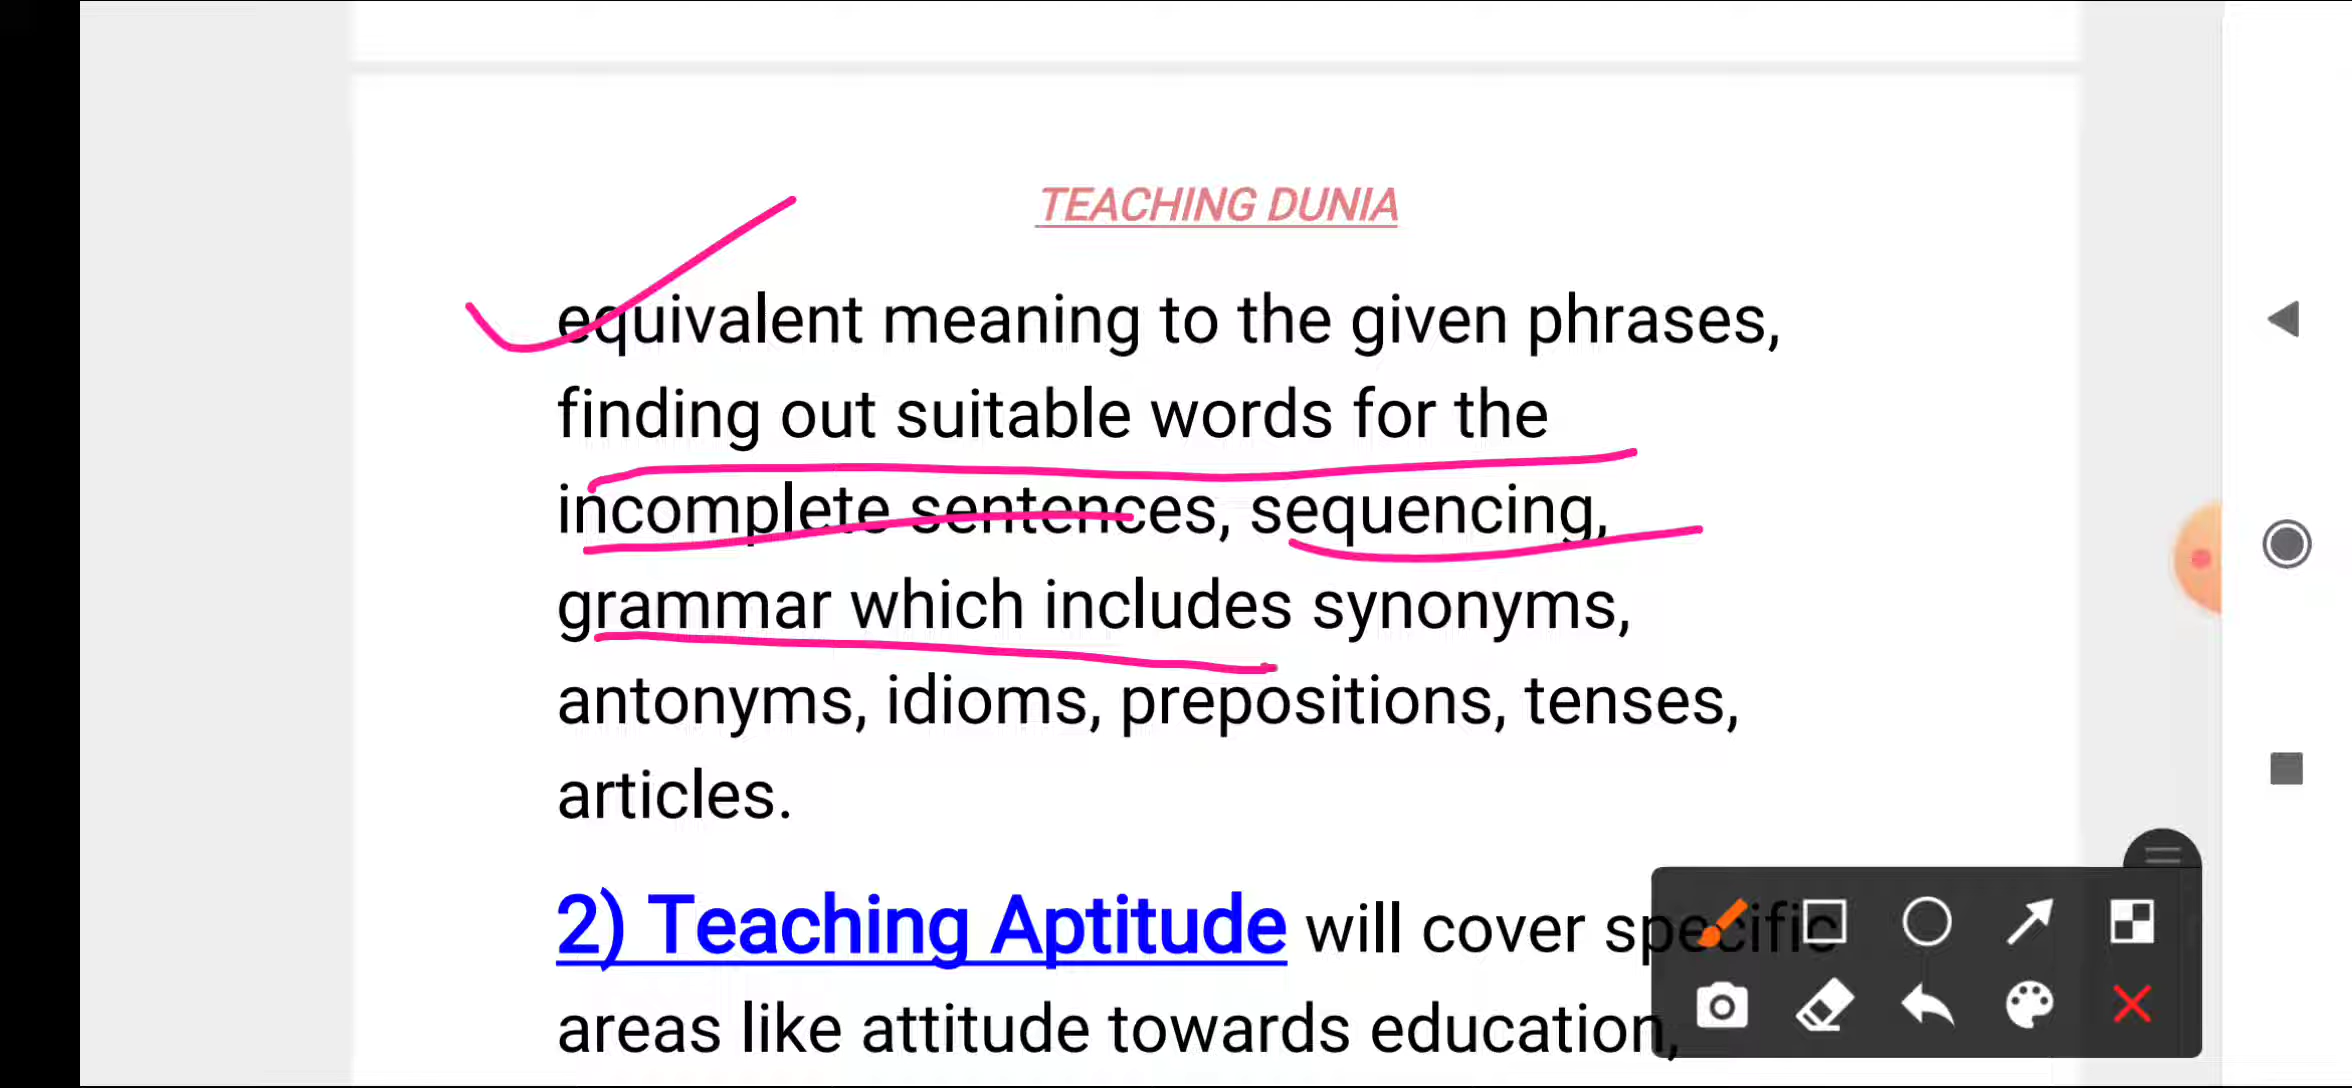 TEACHING DUNIA
equivalent meaning to the given phrases,
finding out suitable words for the
incomplete sentences, sequencing,
grammar which includes synonyms,
antonyms, idioms, prepositions, tenses,
articles.
2) Teaching Aptitude will cover specific
areas like attitude towards education,